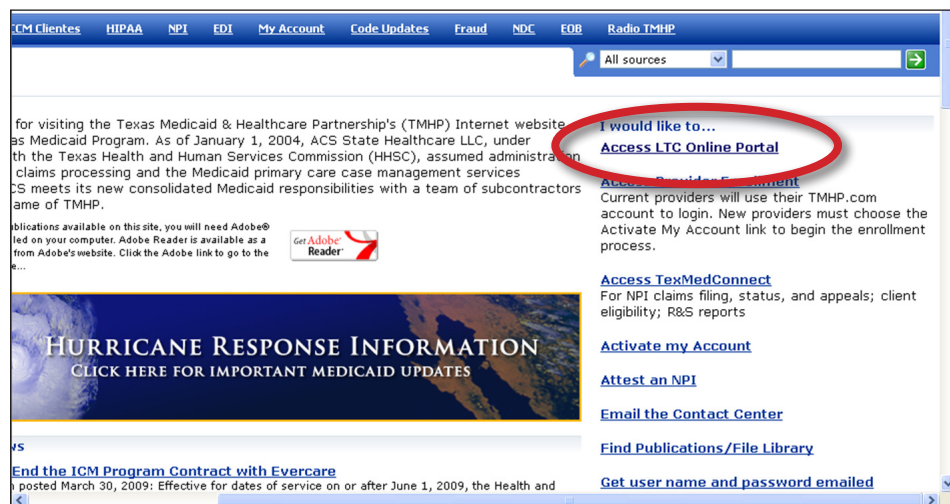 ICM Clientes HIPAA NPI EDI My Account Code Updates Fraud NDC EOB Radio TMHP
All sources
for visiting the Texas Medicaid & Healthcare Partnership's (TMHP) Internet website
as Medicaid Program. As of January 1, 2004, ACS State Healthcare LLC, under
th the Texas Health and Human Services Commission (HHSC), assumed administration
claims processing and the Medicaid primary care case management services
CS meets its new consolidated Medicaid responsibilities with a team of subcontractors
ame of TMHP.
ublications available on this site, you will need Adobe®
led on your computer. Adobe Reader is available as a
from Adobe's website. Click the Adobe link to go to the
e...
Get Adobe®
Reader®
HURRICANE RESPONSE INFORMATION
CLICK HERE FOR IMPORTANT MEDICAID UPDATES
ws
End the ICM Program Contract with Evercare
n posted March 30, 2009: Effective for dates of service on or after June 1, 2009, the Health and
I would like to...
Access LTC Online Portal
Access Provider Enrollment
Current providers will use their TMHP.com
account to login. New providers must choose the
Activate My Account link to begin the enrollment
process.
Access TexMedConnect
For NPI claims filing, status, and appeals; client
eligibility; R&S reports
Activate my Account
Attest an NPI
Email the Contact Center
Find Publications/File Library
Get user name and password emailed